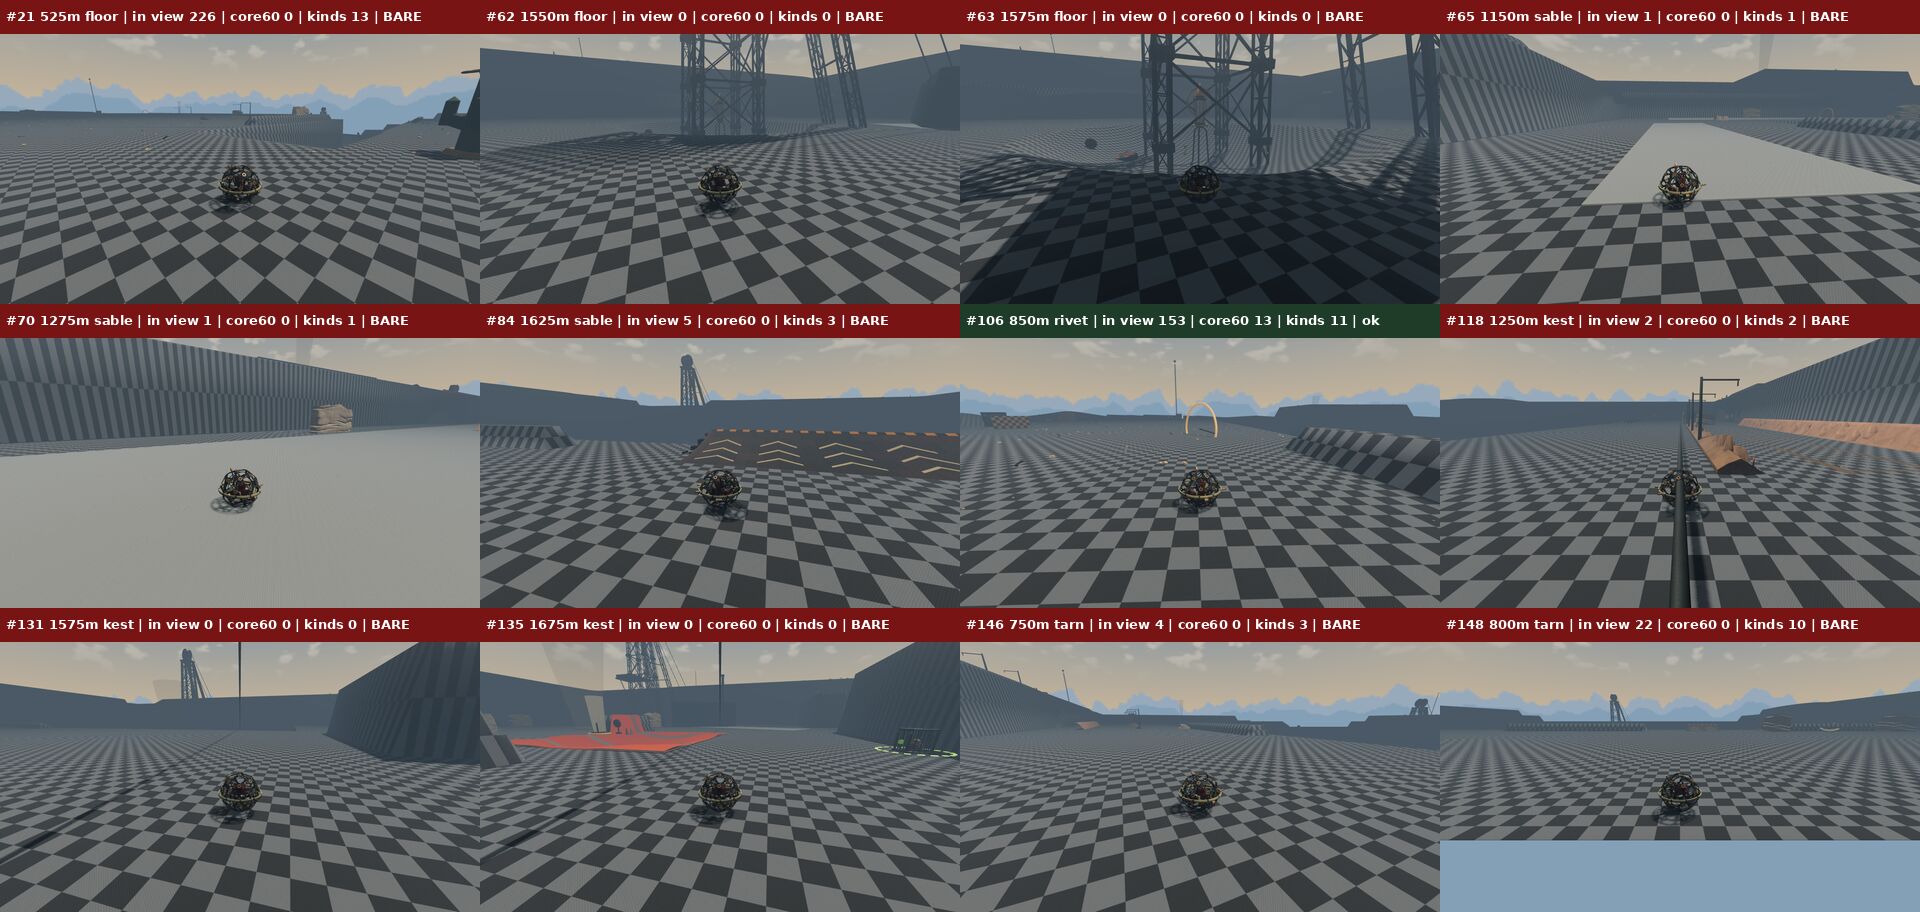 #21 525m floor | in view 226 | core60 0 | kinds 13 | BARE
#62 1550m floor | in view 0 | core60 0 | kinds 0 | BARE
#63 1575m floor | in view 0 | core60 0 | kinds 0 | BARE
#65 1150m sable | in view 1 | core60 0 | kinds 1 | BARE
#70 1275m sable | in view 1 | core60 0 | kinds 1 | BARE
#84 1625m sable | in view 5 | core60 0 | kinds 3 | BARE
#106 850m rivet | in view 153 | core60 13 | kinds 11 | ok
#118 1250m kest | in view 2 | core60 0 | kinds 2 | BARE
#131 1575m kest | in view 0 | core60 0 | kinds 0 | BARE
#135 1675m kest | in view 0 | core60 0 | kinds 0 | BARE
#146 750m tarn | in view 4 | core60 0 | kinds 3 | BARE
#148 800m tarn | in view 22 | core60 0 | kinds 10 | BARE